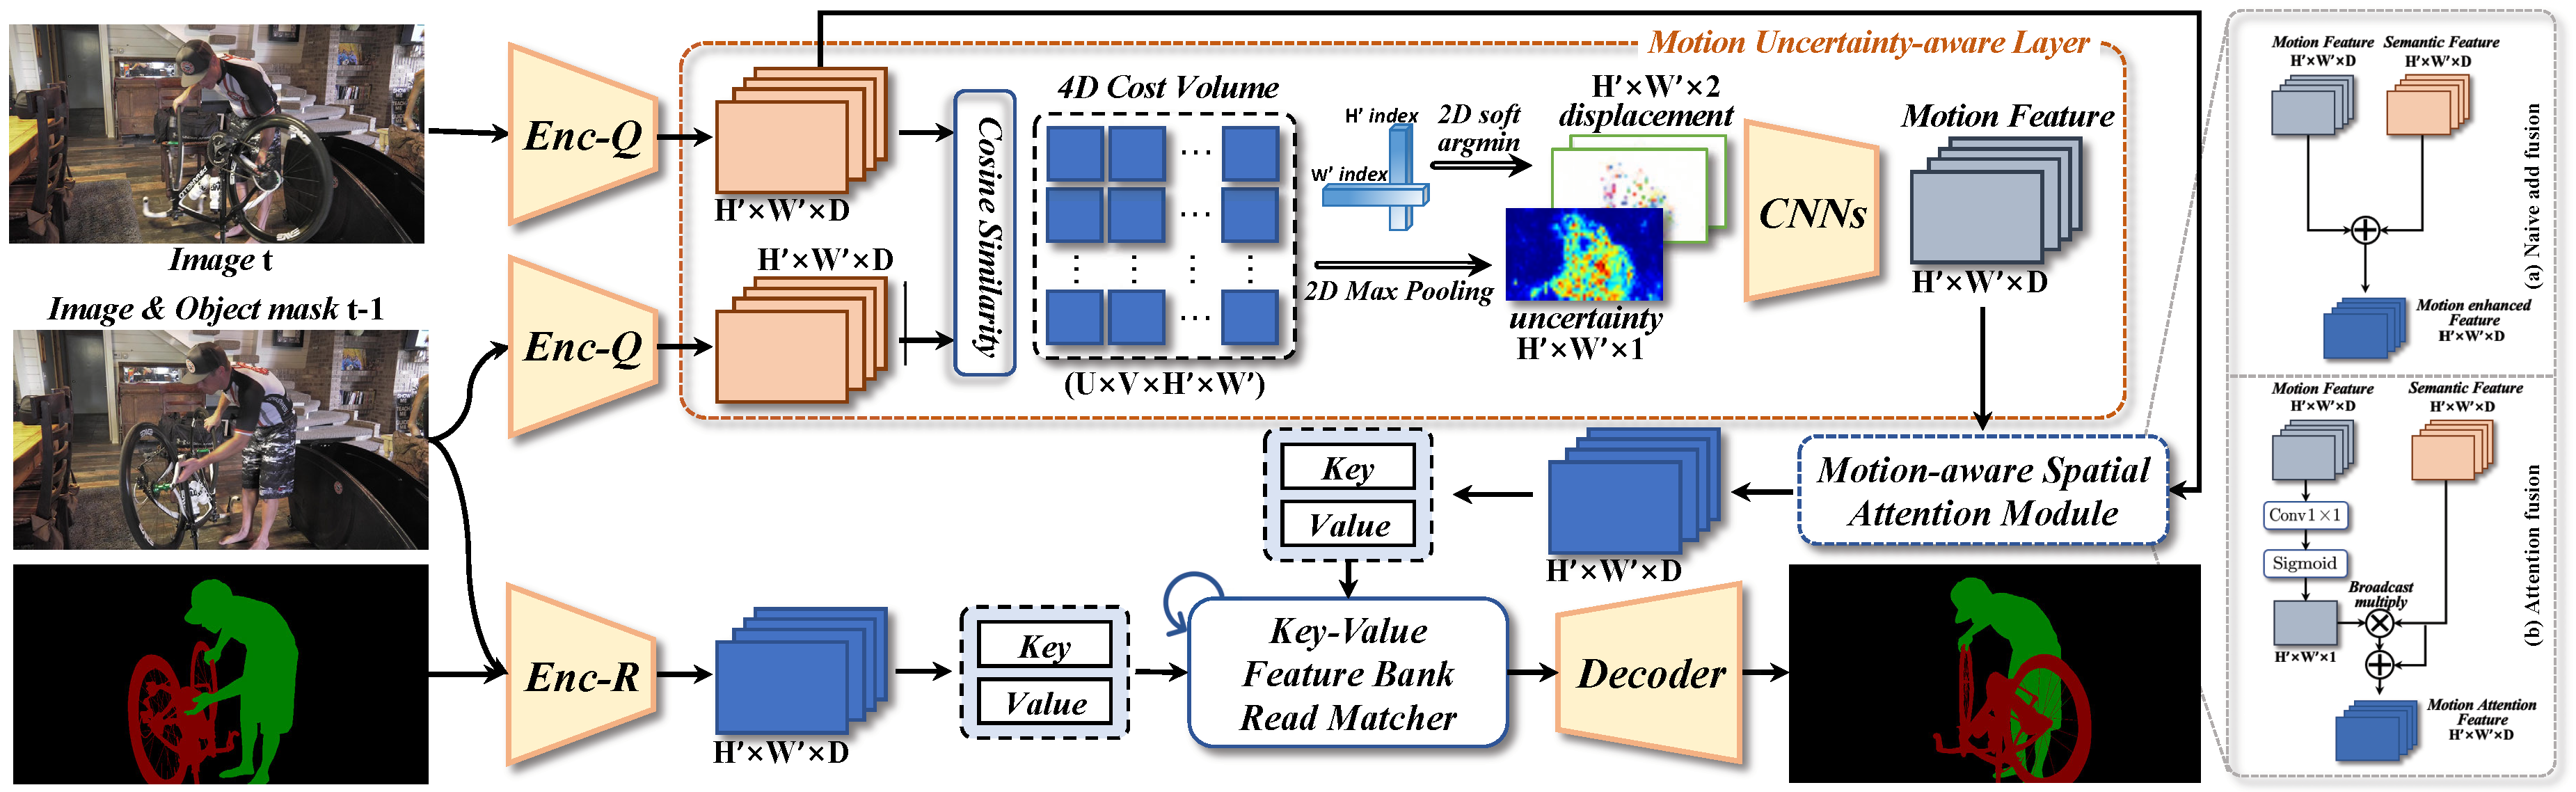 Image t
Image & Object mask t-1
Enc-Q
Enc-Q
Enc-R
Motion Uncertainty-aware Layer
H′×W′×D
H′×W′×D
Cosine Similarity
4D Cost Volume
(U×V×H′×W′)
H' index
W' index
2D soft
argmin
2D Max Pooling
H′×W′×2
displacement
uncertainty
H′×W′×1
CNNs
Motion Feature
H′×W′×D
Motion-aware Spatial
Attention Module
H′×W′×D
Key
Value
H′×W′×D
Key
Value
Key-Value
Feature Bank
Read Matcher
Decoder
Motion Feature
H′×W′×D
Semantic Feature
H′×W′×D
Motion enhanced
Feature
H′×W′×D
(a) Naive add fusion
Motion Feature
H′×W′×D
Semantic Feature
H′×W′×D
Conv1×1
Sigmoid
Broadcast
multiply
H′×W′×1
Motion Attention
Feature
H′×W′×D
(b) Attention fusion